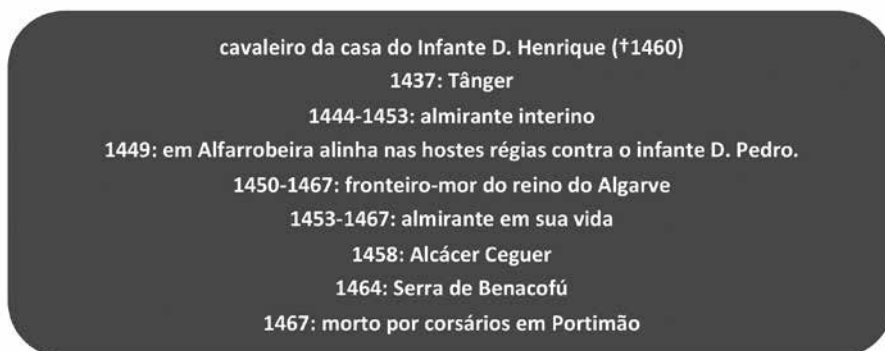 cavaleiro da casa do Infante D. Henrique (†1460)
1437: Tânger
1444-1453: almirante interino
1449: em Alfarrobeira alinha nas hostes régias contra o infante D. Pedro.
1450-1467: fronteiro-mor do reino do Algarve
1453-1467: almirante em sua vida
1458: Alcácer Ceguer
1464: Serra de Benacofú
1467: morto por corsários em Portimão